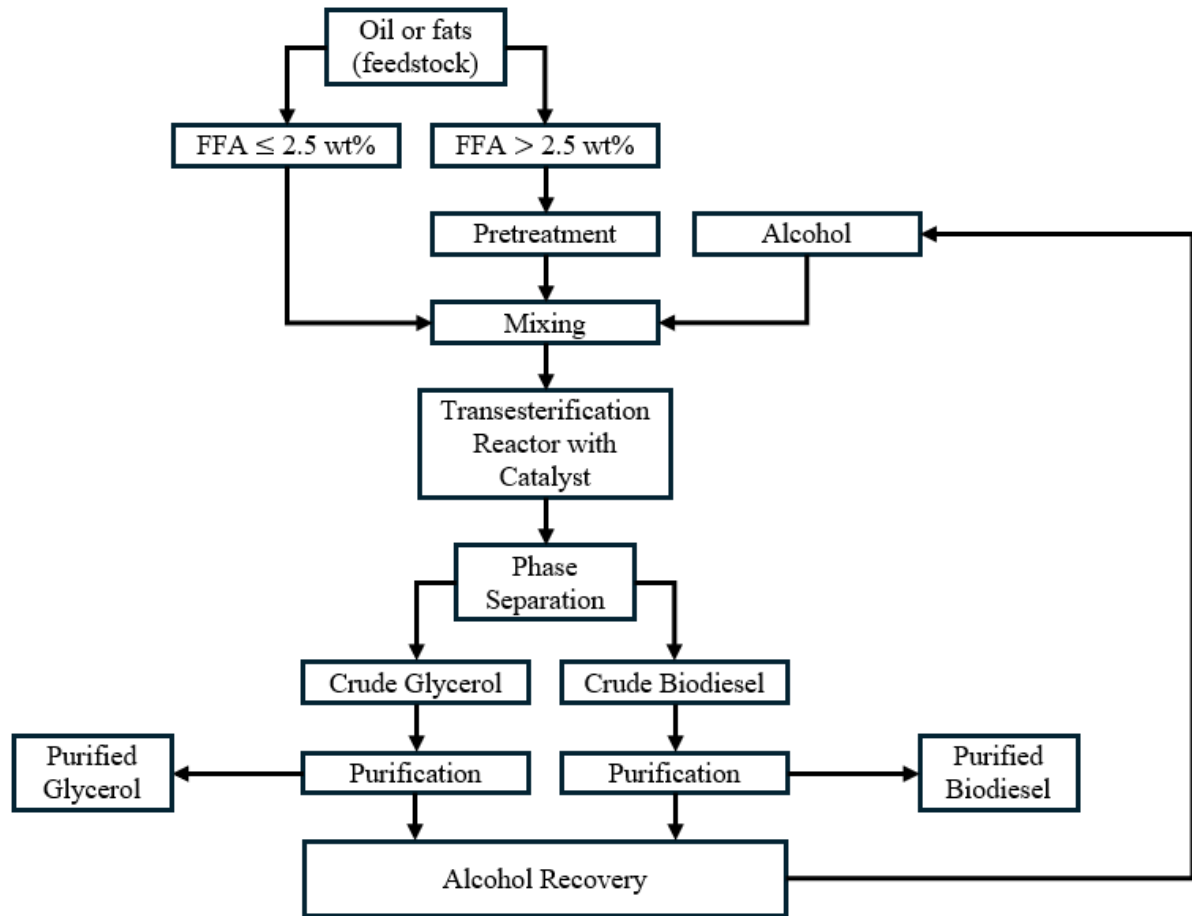 Oil or fats
(feedstock)
FFA ≤ 2.5 wt%
FFA > 2.5 wt%
Pretreatment
Alcohol
Mixing
Transesterification
Reactor with
Catalyst
Phase
Separation
Crude Glycerol
Crude Biodiesel
Purified
Glycerol
Purification
Purification
Purified
Biodiesel
Alcohol Recovery